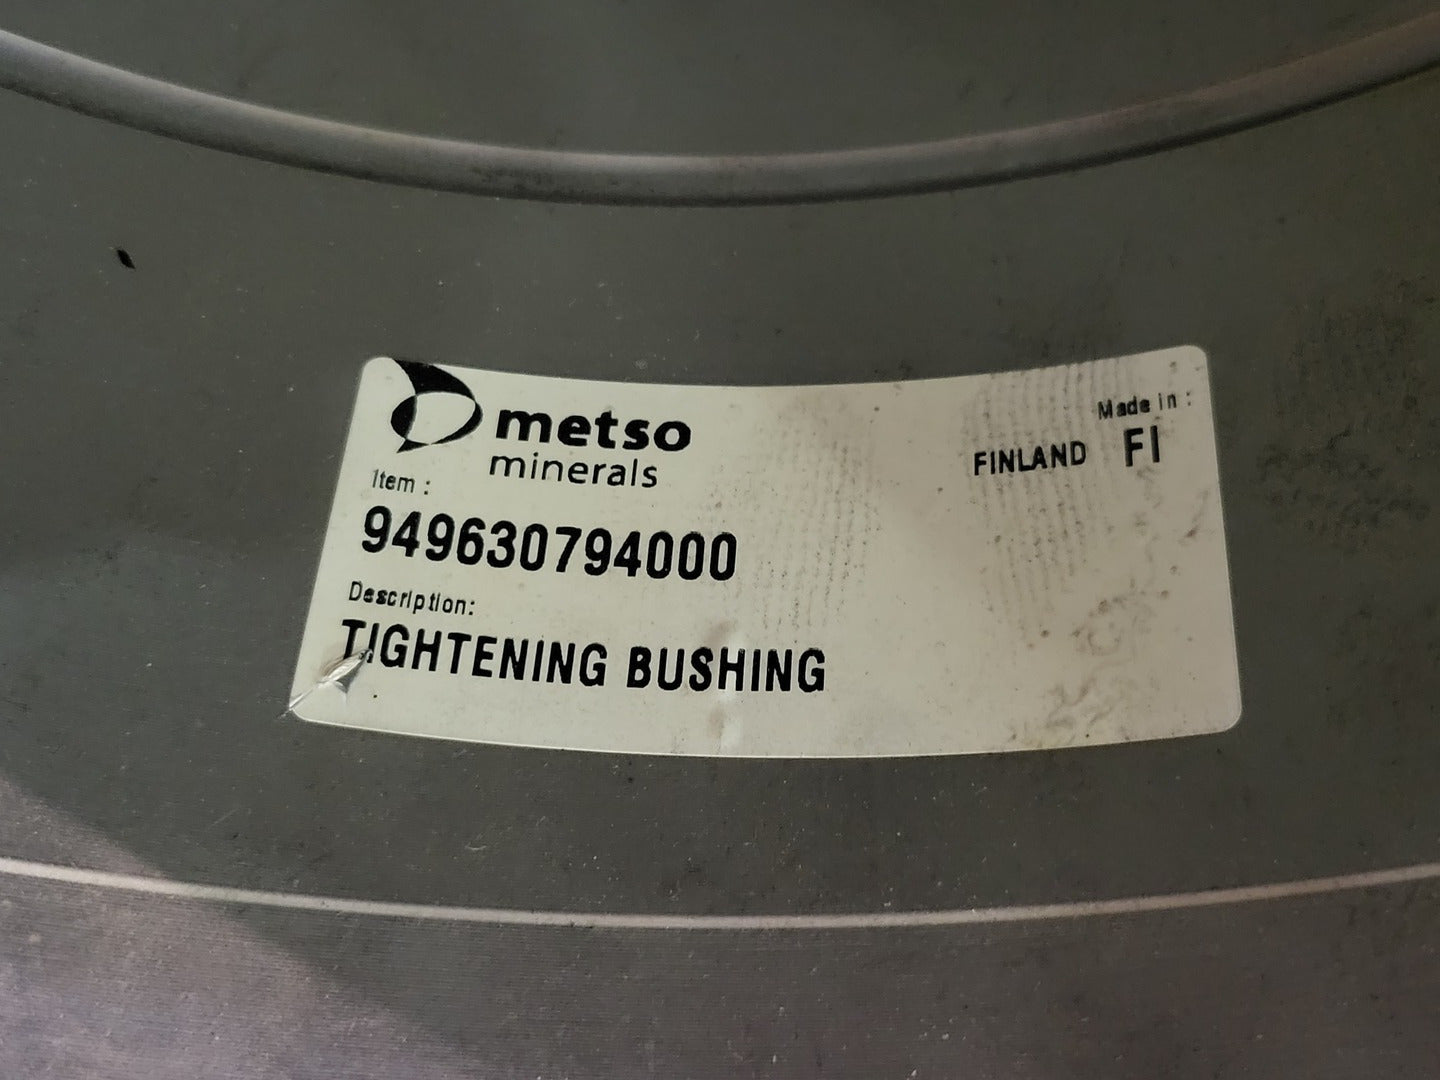 metso
minerals
Made in :
FINLAND FI
Item :
949630794000
Description:
TIGHTENING BUSHING